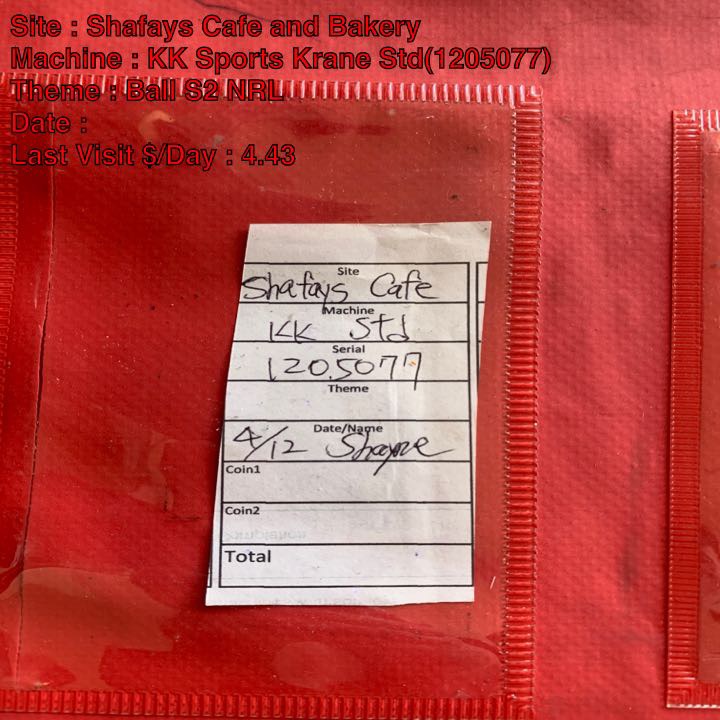 Site : Shafays Cafe and Bakery
Machine : KK Sports Krane Std(1205077)
Theme : Ball S2 NRL
Date :
Last Visit $/Day : 4.43
Site
Shafays Cafe
Machine
KK Std
Serial
1205077
Theme
Date/Name
4/12 Shayne
Coin1
Coin2
Total